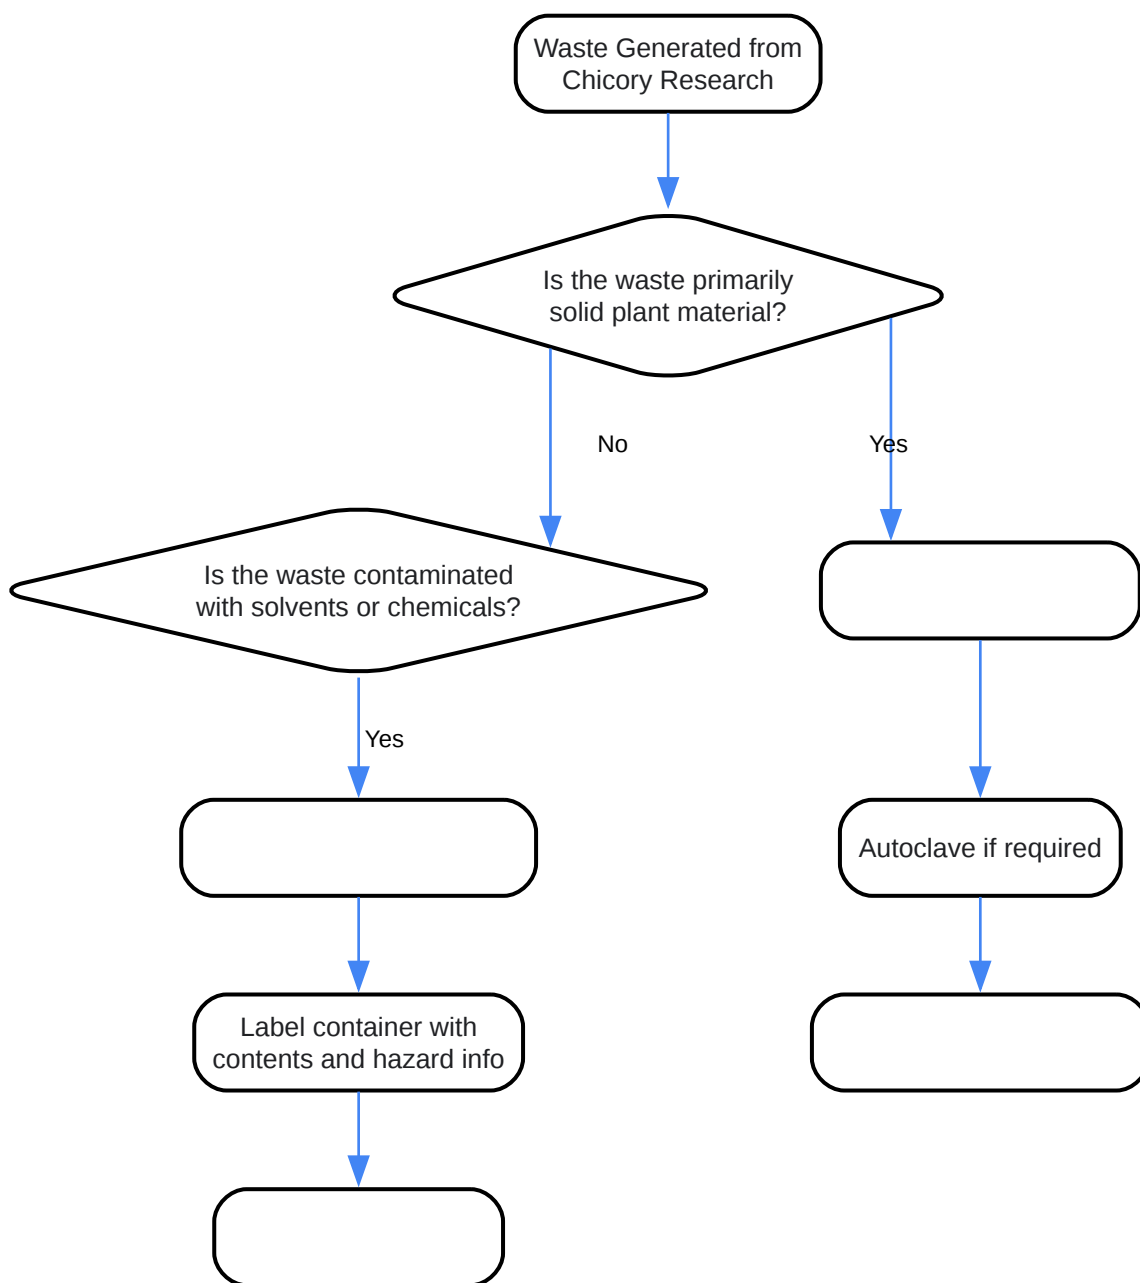 Waste Generated from
Chicory Research
Is the waste primarily
solid plant material?
No
Yes
Is the waste contaminated
with solvents or chemicals?
Yes
Autoclave if required
Label container with
contents and hazard info